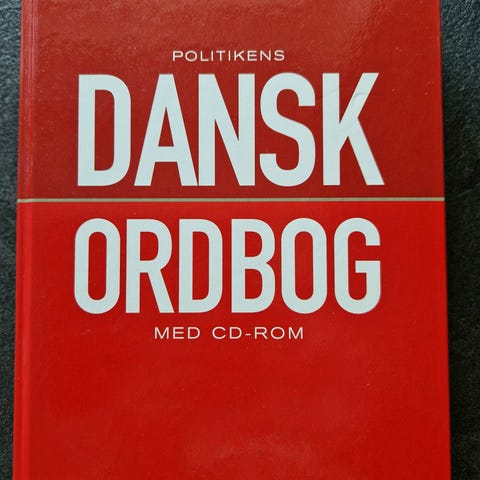 POLITIKENS
DANSK
ORDBOG
MED CD-ROM